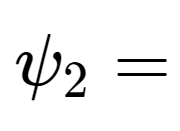 ψ₂ =